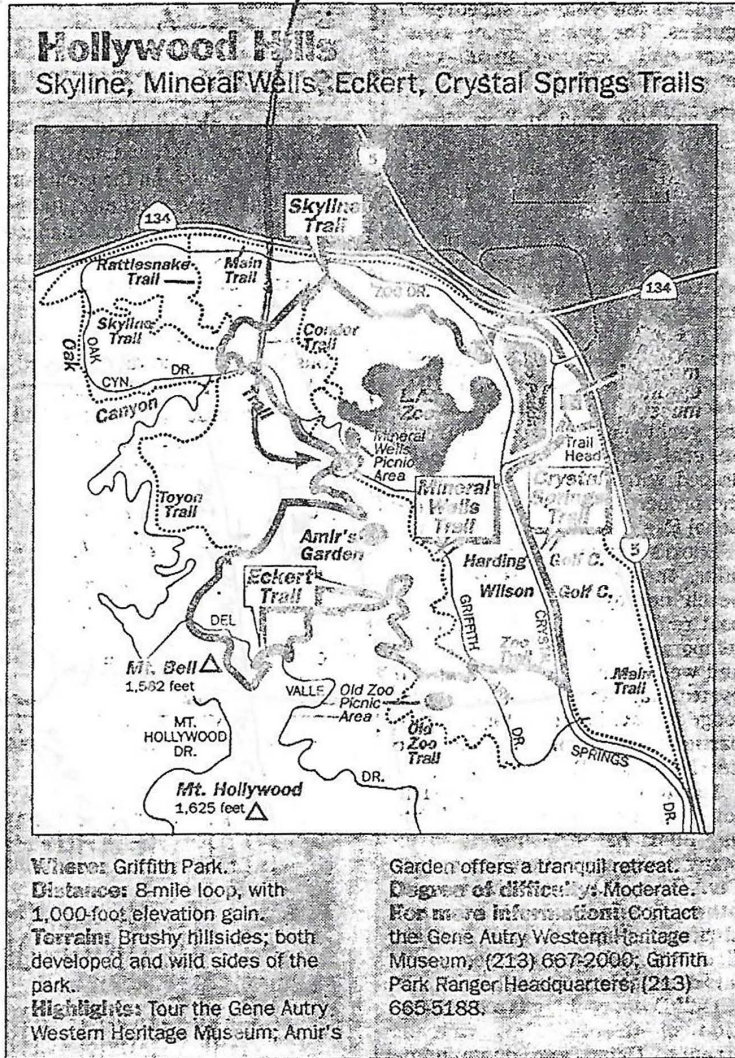 Hollywood Hills
Skyline, Mineral Wells, Eckert, Crystal Springs Trails
5
134
Skyline
Trail
Rattlesnake
Trail
Main
Trail
ZOO DR.
134
Skyline
Trail
Condor
Trail
Oak
OAK
CYN.
DR.
Canyon
Trail
L.A.
Zoo
Museum
Mineral
Wells
Picnic
Area
Trail
Head
Mineral
Wells
Trail
Crystal
Springs
Trail
Toyon
Trail
Amir's
Garden
Harding
Golf C.
5
Eckert
Trail
Wilson
Golf C.
GRIFFITH
CRYSTAL
DEL
Zoo
Mt. Bell
1,582 feet
VALLE
Old Zoo
Picnic
Area
Main
Trail
MT.
HOLLYWOOD
DR.
Old
Zoo
Trail
DR.
SPRINGS
DR.
Mt. Hollywood
1,625 feet
DR.
Where: Griffith Park.
Distance: 8-mile loop, with
1,000-foot elevation gain.
Terrain: Brushy hillsides; both
developed and wild sides of the
park.
Highlights: Tour the Gene Autry
Western Heritage Museum; Amir's
Garden offers a tranquil retreat.
Degree of difficulty: Moderate.
For more information: Contact
the Gene Autry Western Heritage
Museum, (213) 667-2000; Griffith
Park Ranger Headquarters, (213)
665-5188.